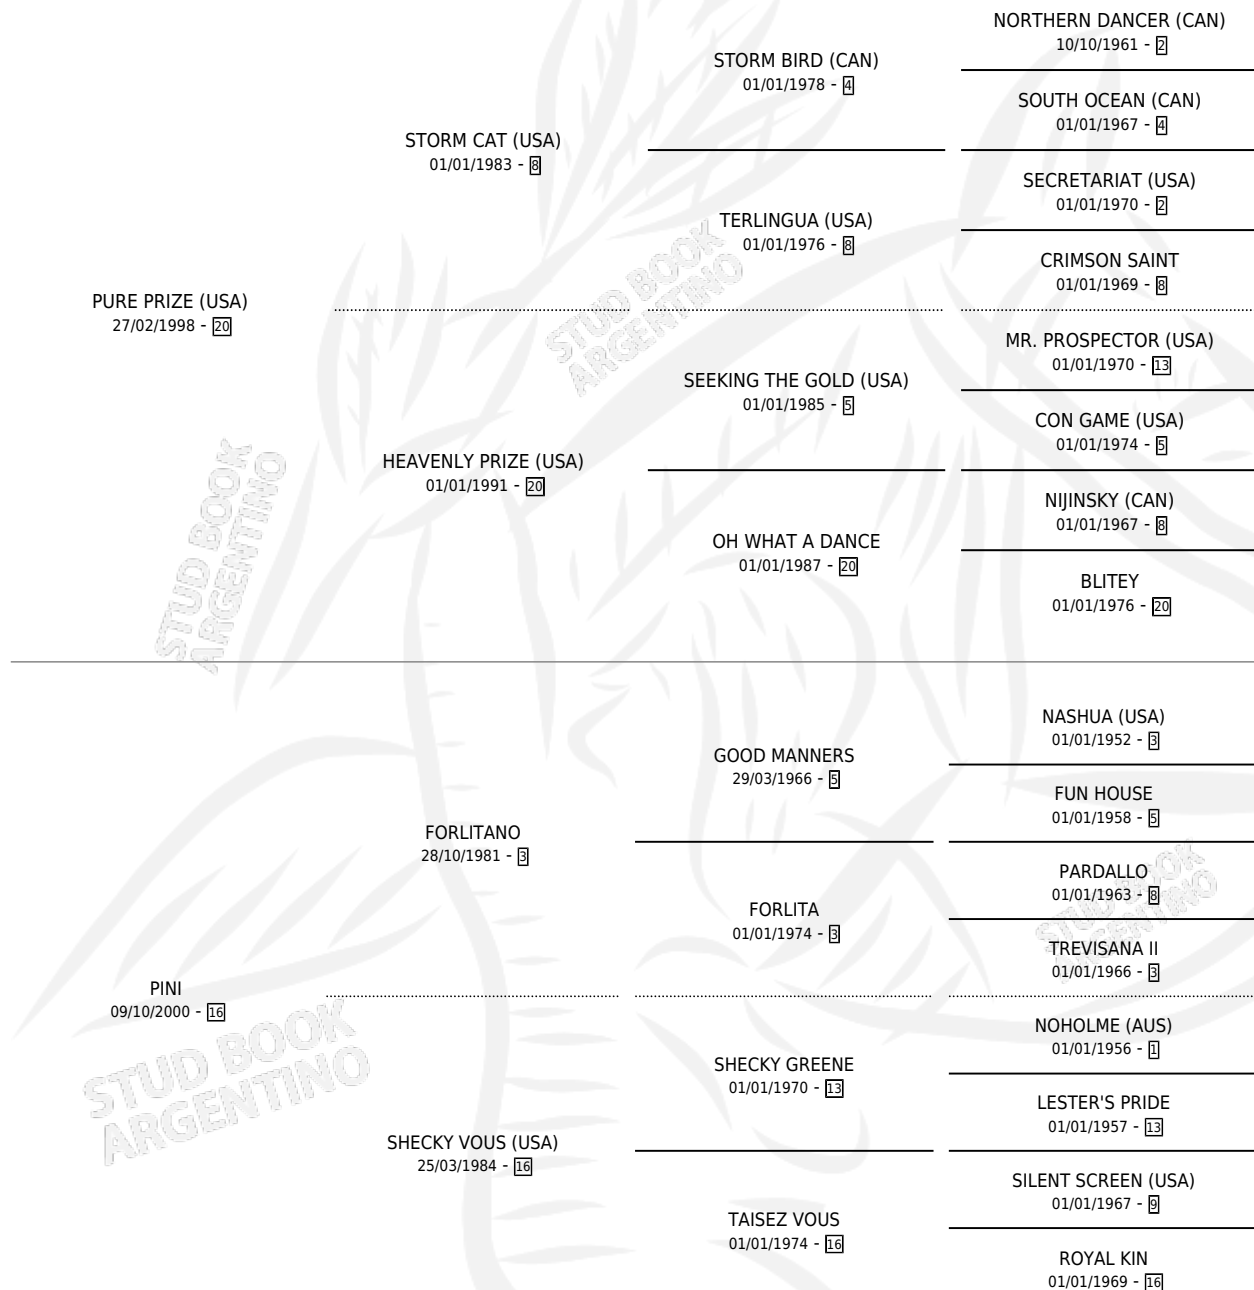 NORTHERN DANCER (CAN)
10/10/1961 - 2
STORM BIRD (CAN)
01/01/1978 - 4
SOUTH OCEAN (CAN)
01/01/1967 - 4
STORM CAT (USA)
01/01/1983 - 8
SECRETARIAT (USA)
01/01/1970 - 2
TERLINGUA (USA)
01/01/1976 - 8
CRIMSON SAINT
01/01/1969 - 8
PURE PRIZE (USA)
27/02/1998 - 20
MR. PROSPECTOR (USA)
01/01/1970 - 13
SEEKING THE GOLD (USA)
01/01/1985 - 5
CON GAME (USA)
01/01/1974 - 5
HEAVENLY PRIZE (USA)
01/01/1991 - 20
NIJINSKY (CAN)
01/01/1967 - 8
OH WHAT A DANCE
01/01/1987 - 20
BLITEY
01/01/1976 - 20
NASHUA (USA)
01/01/1952 - 3
GOOD MANNERS
29/03/1966 - 5
FUN HOUSE
01/01/1958 - 5
FORLITANO
28/10/1981 - 3
PARDALLO
01/01/1963 - 8
FORLITA
01/01/1974 - 3
TREVISANA II
01/01/1966 - 3
PINI
09/10/2000 - 16
NOHOLME (AUS)
01/01/1956 - 1
SHECKY GREENE
01/01/1970 - 13
LESTER'S PRIDE
01/01/1957 - 13
SHECKY VOUS (USA)
25/03/1984 - 16
SILENT SCREEN (USA)
01/01/1967 - 9
TAISEZ VOUS
01/01/1974 - 16
ROYAL KIN
01/01/1969 - 16
STUD BOOK
ARGENTINO
STUD BOOK
ARGENTINO
STUD BOOK
ARGENTINO
STUD BOOK
ARGENTINO